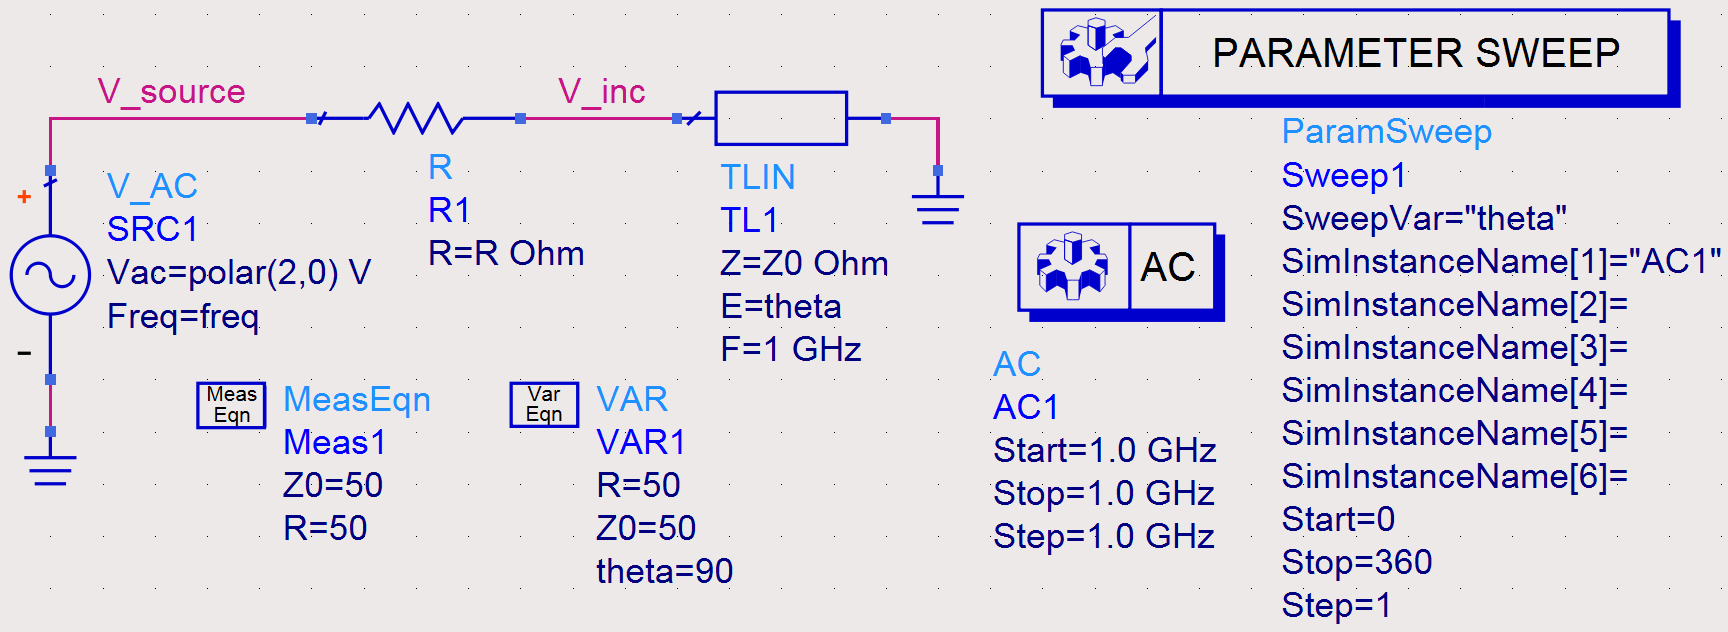 V_source
V_inc
+
V_AC
SRC1
Vac=polar(2,0) V
Freq=freq
−
R
R1
R=R Ohm
TLIN
TL1
Z=Z0 Ohm
E=theta
F=1 GHz
Meas
Eqn
MeasEqn
Meas1
Z0=50
R=50
Var
Eqn
VAR
VAR1
R=50
Z0=50
theta=90
AC
AC
AC1
Start=1.0 GHz
Stop=1.0 GHz
Step=1.0 GHz
PARAMETER SWEEP
ParamSweep
Sweep1
SweepVar="theta"
SimInstanceName[1]="AC1"
SimInstanceName[2]=
SimInstanceName[3]=
SimInstanceName[4]=
SimInstanceName[5]=
SimInstanceName[6]=
Start=0
Stop=360
Step=1